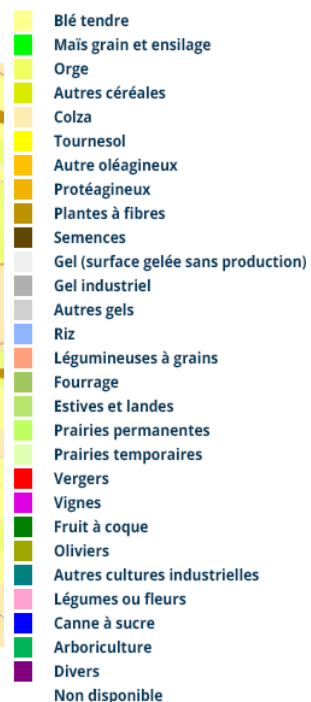 Blé tendre
Maïs grain et ensilage
Orge
Autres céréales
Colza
Tournesol
Autre oléagineux
Protéagineux
Plantes à fibres
Semences
Gel (surface gelée sans production)
Gel industriel
Autres gels
Riz
Légumineuses à grains
Fourrage
Estives et landes
Prairies permanentes
Prairies temporaires
Vergers
Vignes
Fruit à coque
Oliviers
Autres cultures industrielles
Légumes ou fleurs
Canne à sucre
Arboriculture
Divers
Non disponible